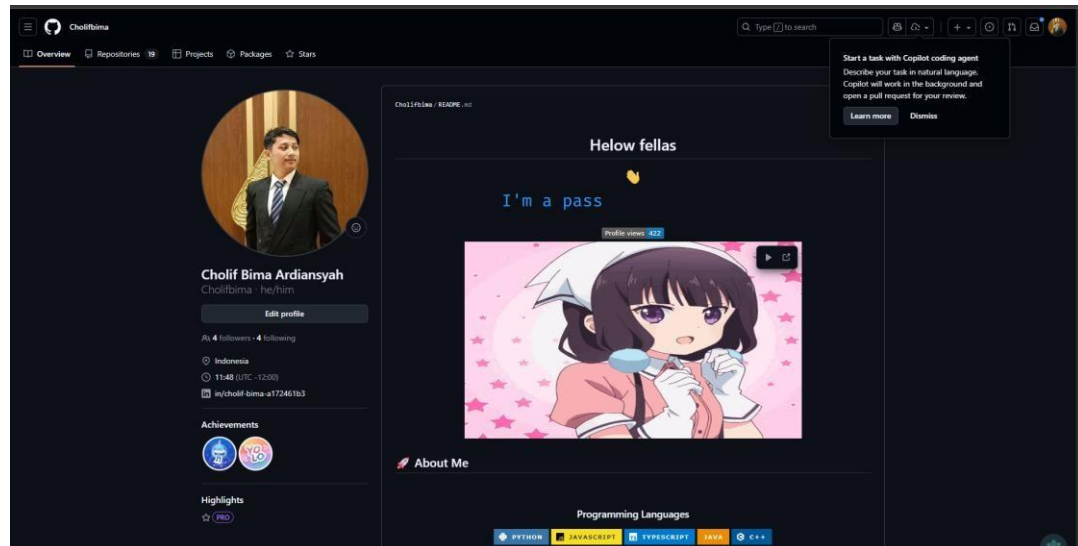 Cholifbima
Type / to search
Overview Repositories 19 Projects Packages Stars
Start a task with Copilot coding agent
Describe your task in natural language.
Copilot will work in the background and
open a pull request for your review.
Learn more Dismiss
Cholifbima / README.md
Helow fellas
I'm a pass
Profile views 422
Cholif Bima Ardiansyah
Cholifbima · he/him
Edit profile
4 followers · 4 following
Indonesia
11:48 (UTC -12:00)
in/cholif-bima-a172461b3
Achievements
YOLO
Highlights
PRO
About Me
Programming Languages
PYTHON JAVASCRIPT TYPESCRIPT JAVA C++